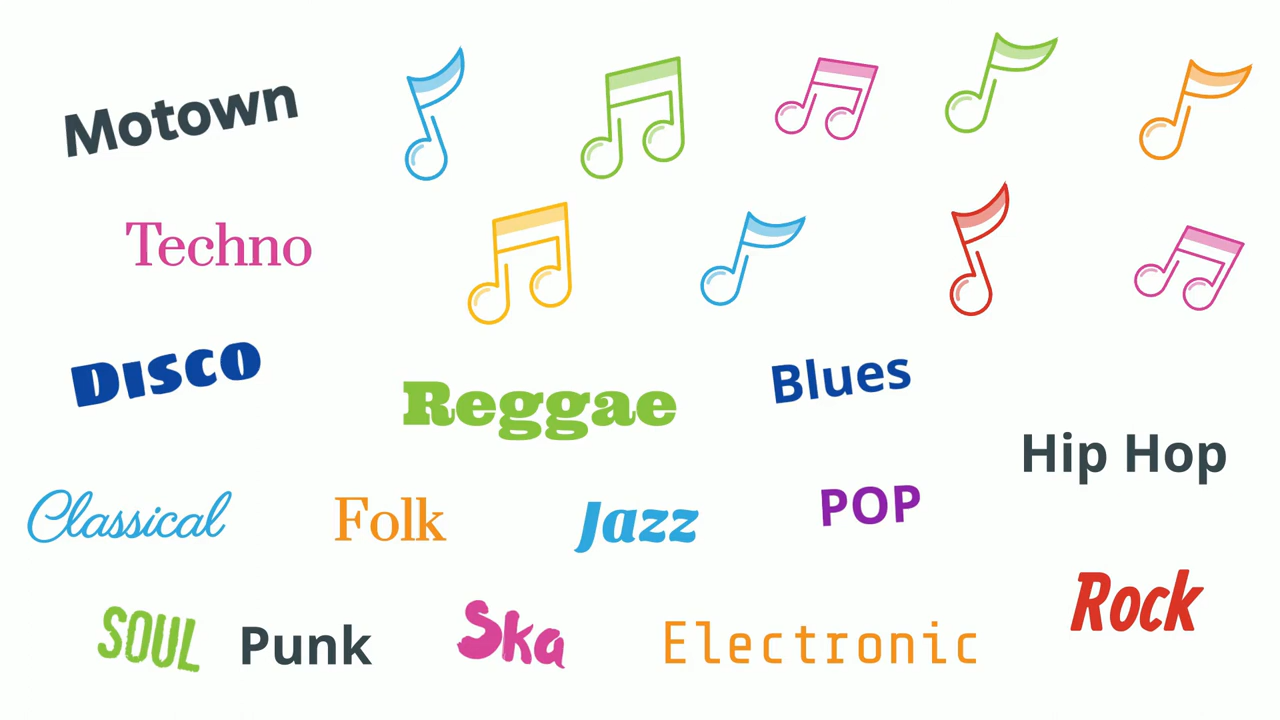 Motown
Techno
Disco
Reggae
Blues
Hip Hop
Classical
Folk
Jazz
POP
SOUL
Punk
Ska
Electronic
Rock